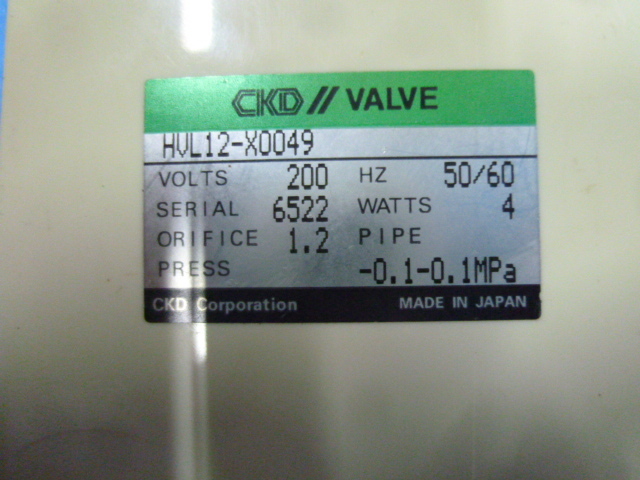 CKD // VALVE
HVL12-X0049
VOLTS 200 HZ 50/60
SERIAL 6522 WATTS 4
ORIFICE 1.2 PIPE
PRESS -0.1-0.1MPa
CKD Corporation MADE IN JAPAN